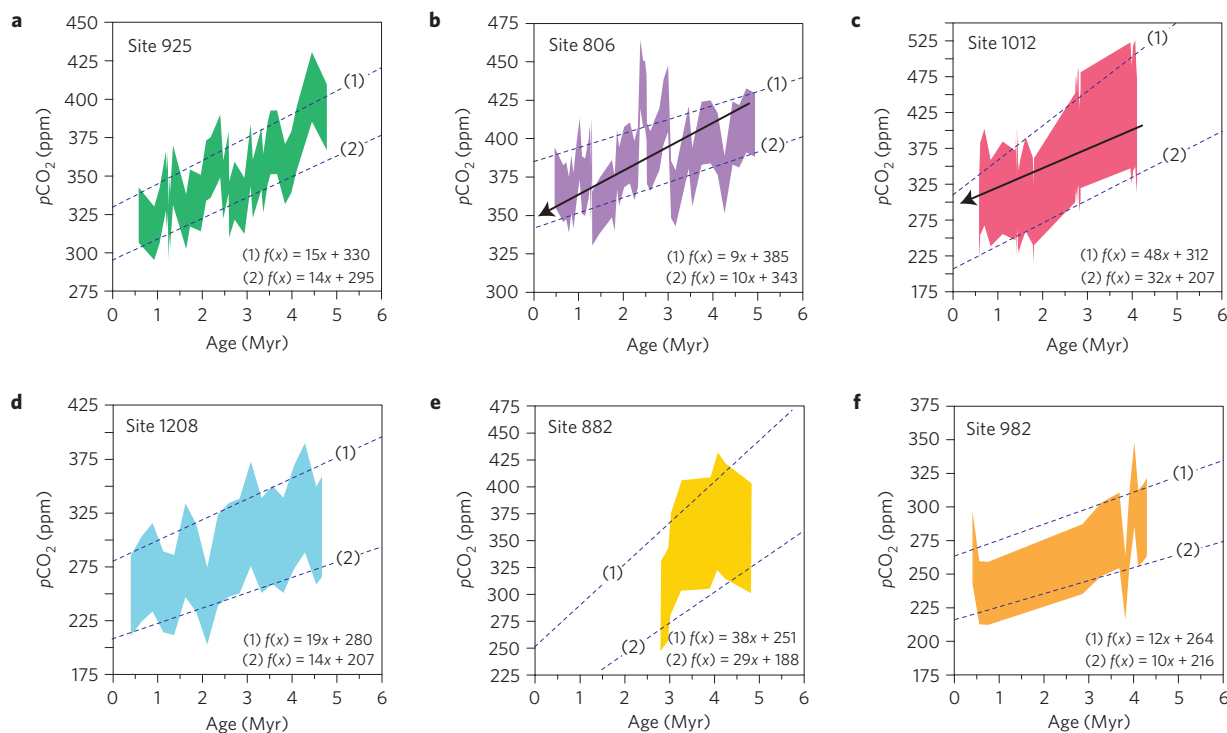 a
450
425
400
375
350
325
300
275
pCO₂ (ppm)
Site 925
(1)
(2)
(1) f(x) = 15x + 330
(2) f(x) = 14x + 295
0 1 2 3 4 5 6
Age (Myr)
b
475
450
425
400
375
350
325
300
pCO₂ (ppm)
Site 806
(1)
(2)
(1) f(x) = 9x + 385
(2) f(x) = 10x + 343
0 1 2 3 4 5 6
Age (Myr)
c
525
475
425
375
325
275
225
175
pCO₂ (ppm)
Site 1012
(1)
(2)
(1) f(x) = 48x + 312
(2) f(x) = 32x + 207
0 1 2 3 4 5 6
Age (Myr)
d
425
375
325
275
225
175
pCO₂ (ppm)
Site 1208
(1)
(2)
(1) f(x) = 19x + 280
(2) f(x) = 14x + 207
0 1 2 3 4 5 6
Age (Myr)
e
475
450
425
400
375
350
325
300
275
250
225
pCO₂ (ppm)
Site 882
(1)
(2)
(1) f(x) = 38x + 251
(2) f(x) = 29x + 188
0 1 2 3 4 5 6
Age (Myr)
f
375
350
300
250
200
175
pCO₂ (ppm)
Site 982
(1)
(2)
(1) f(x) = 12x + 264
(2) f(x) = 10x + 216
0 1 2 3 4 5 6
Age (Myr)